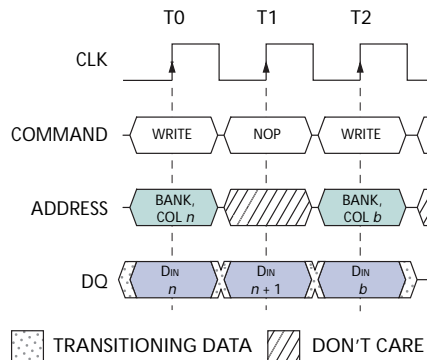 T0 T1 T2
CLK
COMMAND WRITE NOP WRITE
ADDRESS BANK, COL n BANK, COL b
DQ DIN n DIN n + 1 DIN b
TRANSITIONING DATA DON'T CARE